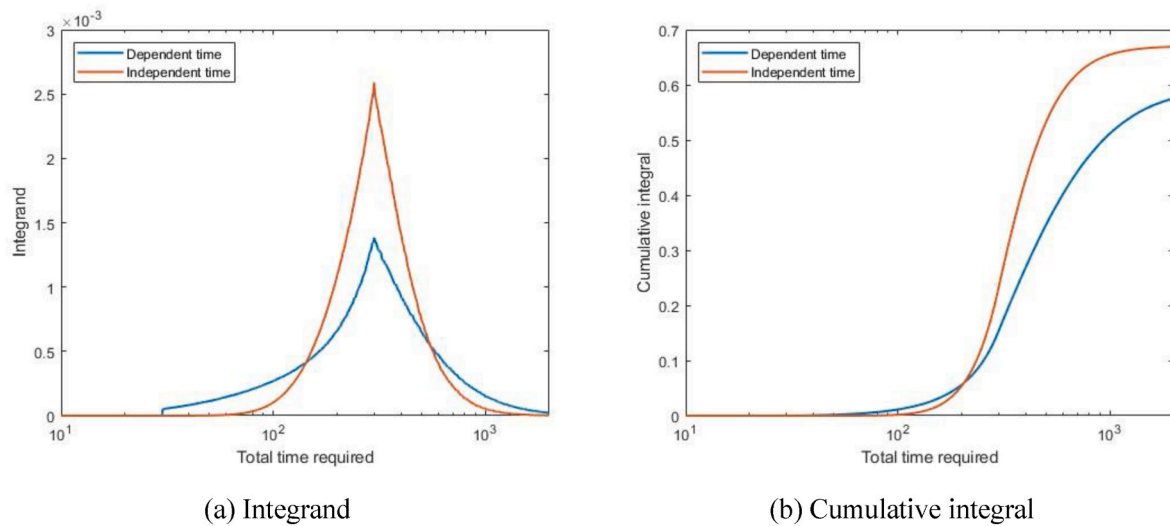 ×10⁻³
3
2.5
2
1.5
1
0.5
0
Integrand
Dependent time
Independent time
10¹ 10² 10³
Total time required
(a) Integrand
0.7
0.6
0.5
0.4
0.3
0.2
0.1
0
Cumulative integral
Dependent time
Independent time
10¹ 10² 10³
Total time required
(b) Cumulative integral